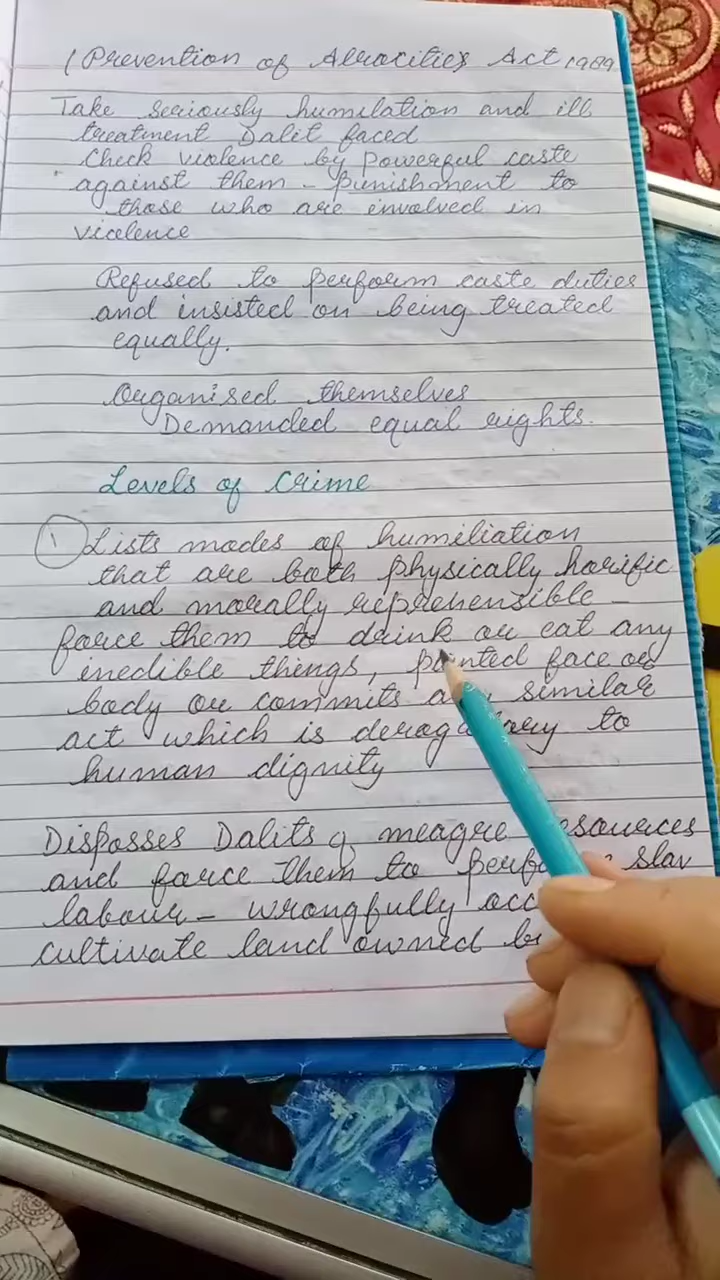 (Prevention of Atrocities Act 1989
Take seriously humilation and ill
treatment Dalit faced
Check violence by powerful caste
against them - punishment to
those who are involved in
violence
Refused to perform caste duties
and insisted on being treated
equally.
Organised themselves
Demanded equal rights.
Levels of Crime
1 Lists modes of humiliation
that are both physically horific
and morally reprehensible -
force them to drink or eat any
inedible things, painted face or
body or commits any similar
act which is derogatory to
human dignity
Disposses Dalits of meagre resources
and force them to perform slav
labour - wrongfully
cultivate land owned